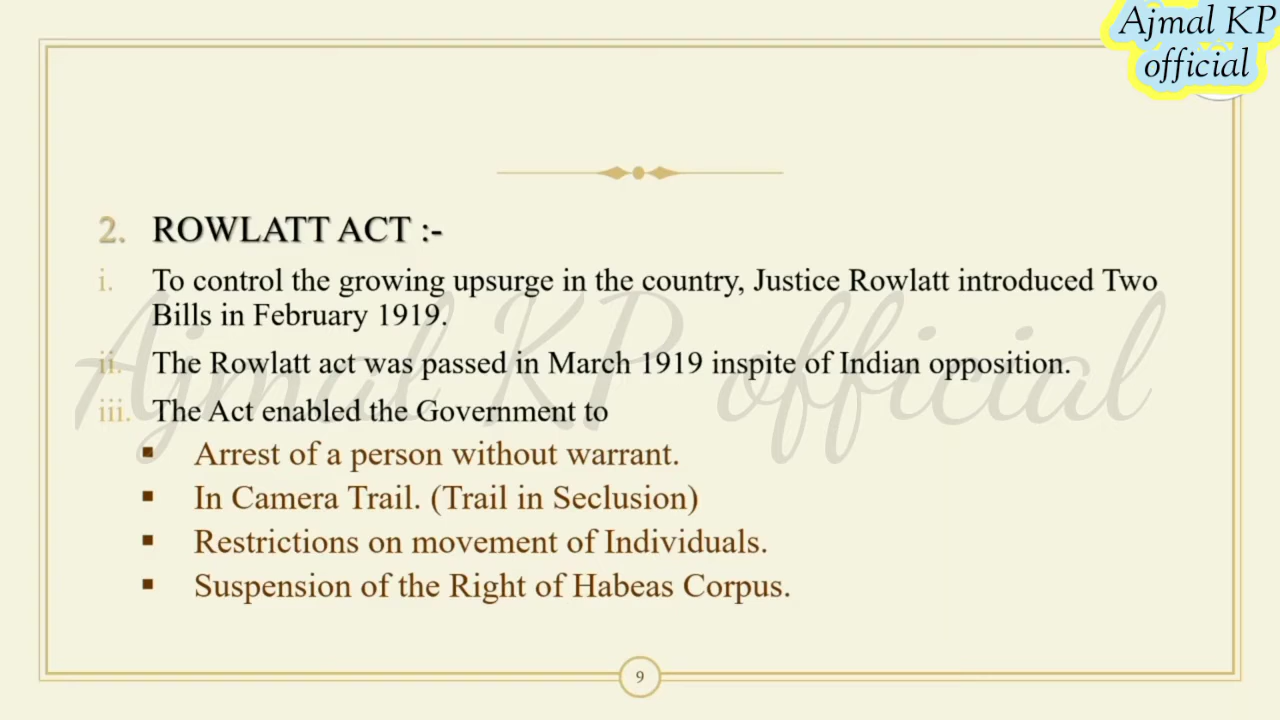 Ajmal KP
official
2. ROWLATT ACT :-
i. To control the growing upsurge in the country, Justice Rowlatt introduced Two
Bills in February 1919.
ii. The Rowlatt act was passed in March 1919 inspite of Indian opposition.
iii. The Act enabled the Government to
▪ Arrest of a person without warrant.
▪ In Camera Trail. (Trail in Seclusion)
▪ Restrictions on movement of Individuals.
▪ Suspension of the Right of Habeas Corpus.
Ajmal KP official
9